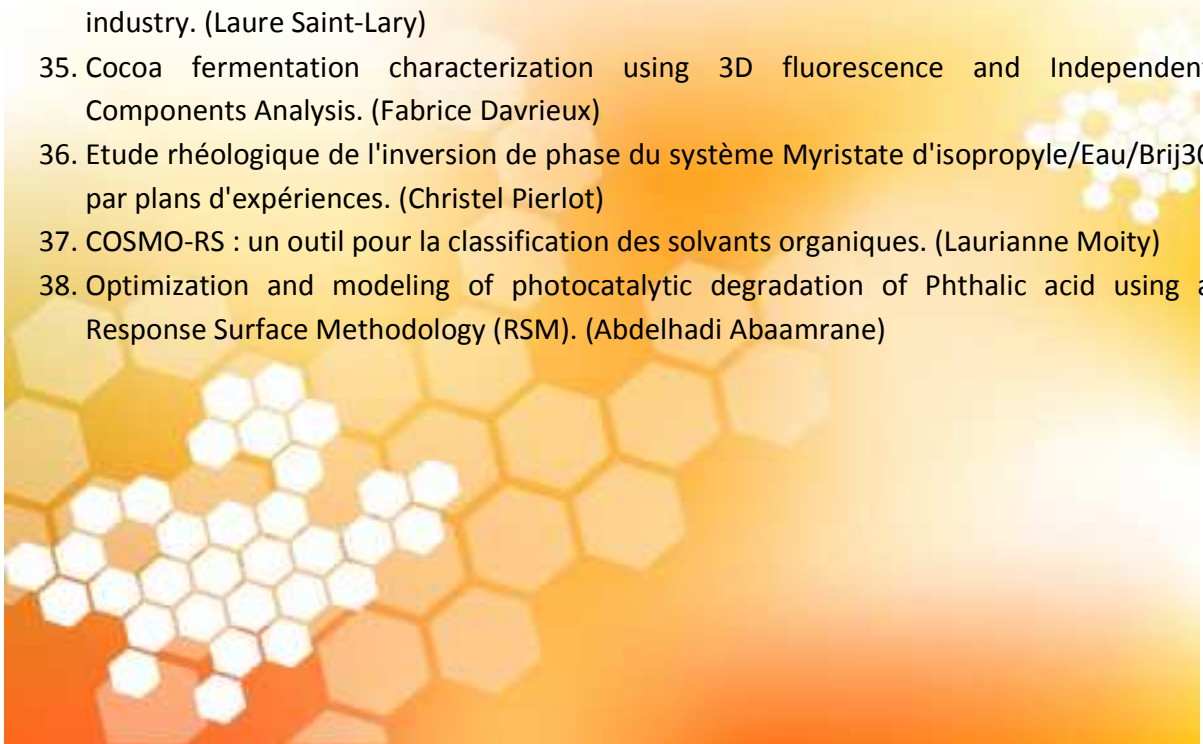 industry. (Laure Saint-Lary)
35. Cocoa fermentation characterization using 3D fluorescence and Independent
Components Analysis. (Fabrice Davrieux)
36. Etude rhéologique de l'inversion de phase du système Myristate d'isopropyle/Eau/Brij30
par plans d'expériences. (Christel Pierlot)
37. COSMO-RS : un outil pour la classification des solvants organiques. (Laurianne Moity)
38. Optimization and modeling of photocatalytic degradation of Phthalic acid using a
Response Surface Methodology (RSM). (Abdelhadi Abaamrane)